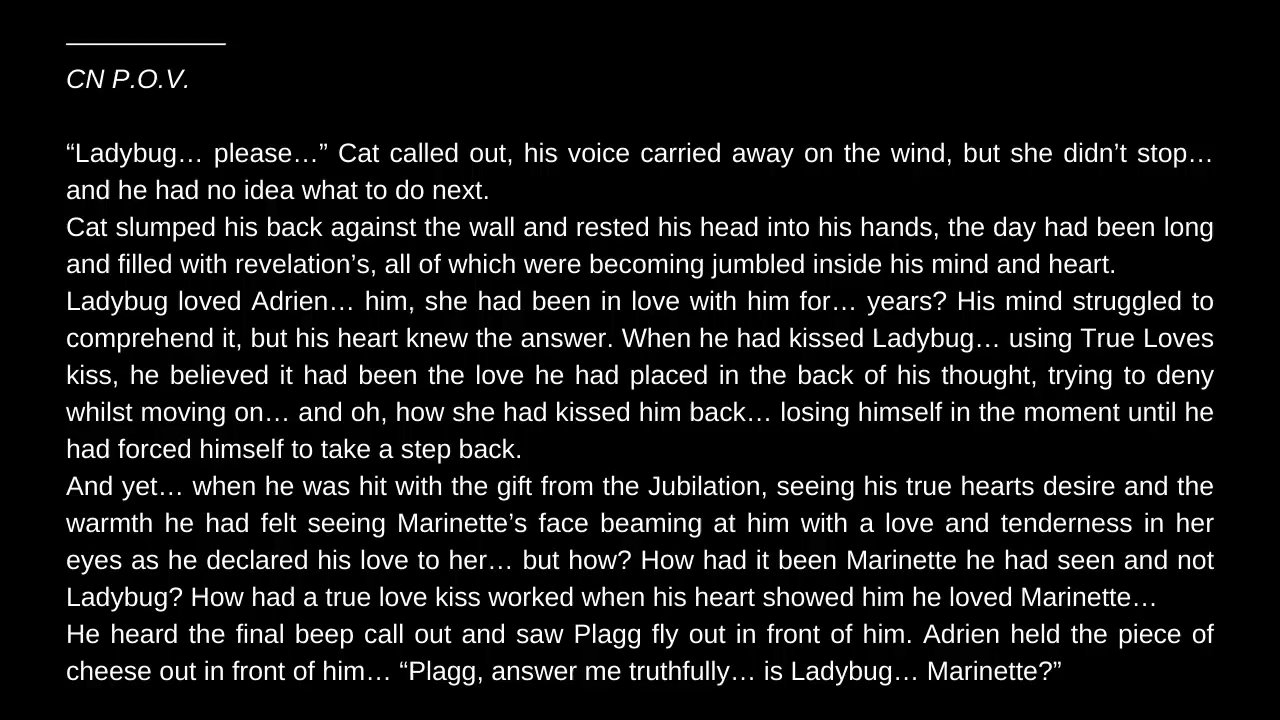 CN P.O.V.
“Ladybug… please…” Cat called out, his voice carried away on the wind, but she didn’t stop…
and he had no idea what to do next.
Cat slumped his back against the wall and rested his head into his hands, the day had been long
and filled with revelation’s, all of which were becoming jumbled inside his mind and heart.
Ladybug loved Adrien… him, she had been in love with him for… years? His mind struggled to
comprehend it, but his heart knew the answer. When he had kissed Ladybug… using True Loves
kiss, he believed it had been the love he had placed in the back of his thought, trying to deny
whilst moving on… and oh, how she had kissed him back… losing himself in the moment until he
had forced himself to take a step back.
And yet… when he was hit with the gift from the Jubilation, seeing his true hearts desire and the
warmth he had felt seeing Marinette’s face beaming at him with a love and tenderness in her
eyes as he declared his love to her… but how? How had it been Marinette he had seen and not
Ladybug? How had a true love kiss worked when his heart showed him he loved Marinette…
He heard the final beep call out and saw Plagg fly out in front of him. Adrien held the piece of
cheese out in front of him… “Plagg, answer me truthfully… is Ladybug… Marinette?”